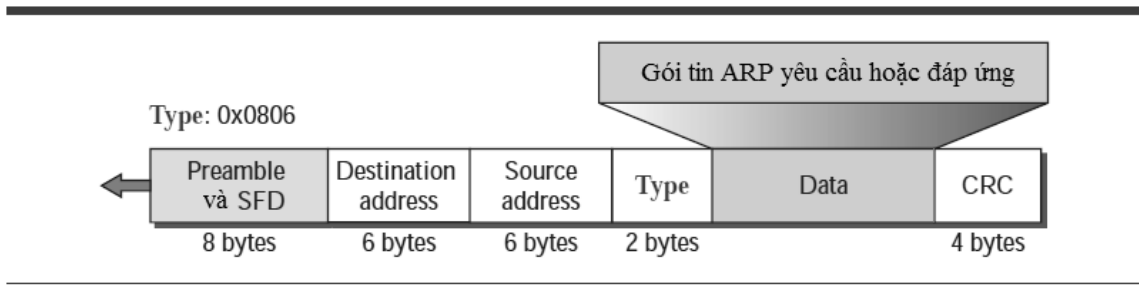 Gói tin ARP yêu cầu hoặc đáp ứng
Type: 0x0806
Preamble và SFD
Destination address
Source address
Type
Data
CRC
8 bytes
6 bytes
6 bytes
2 bytes
4 bytes